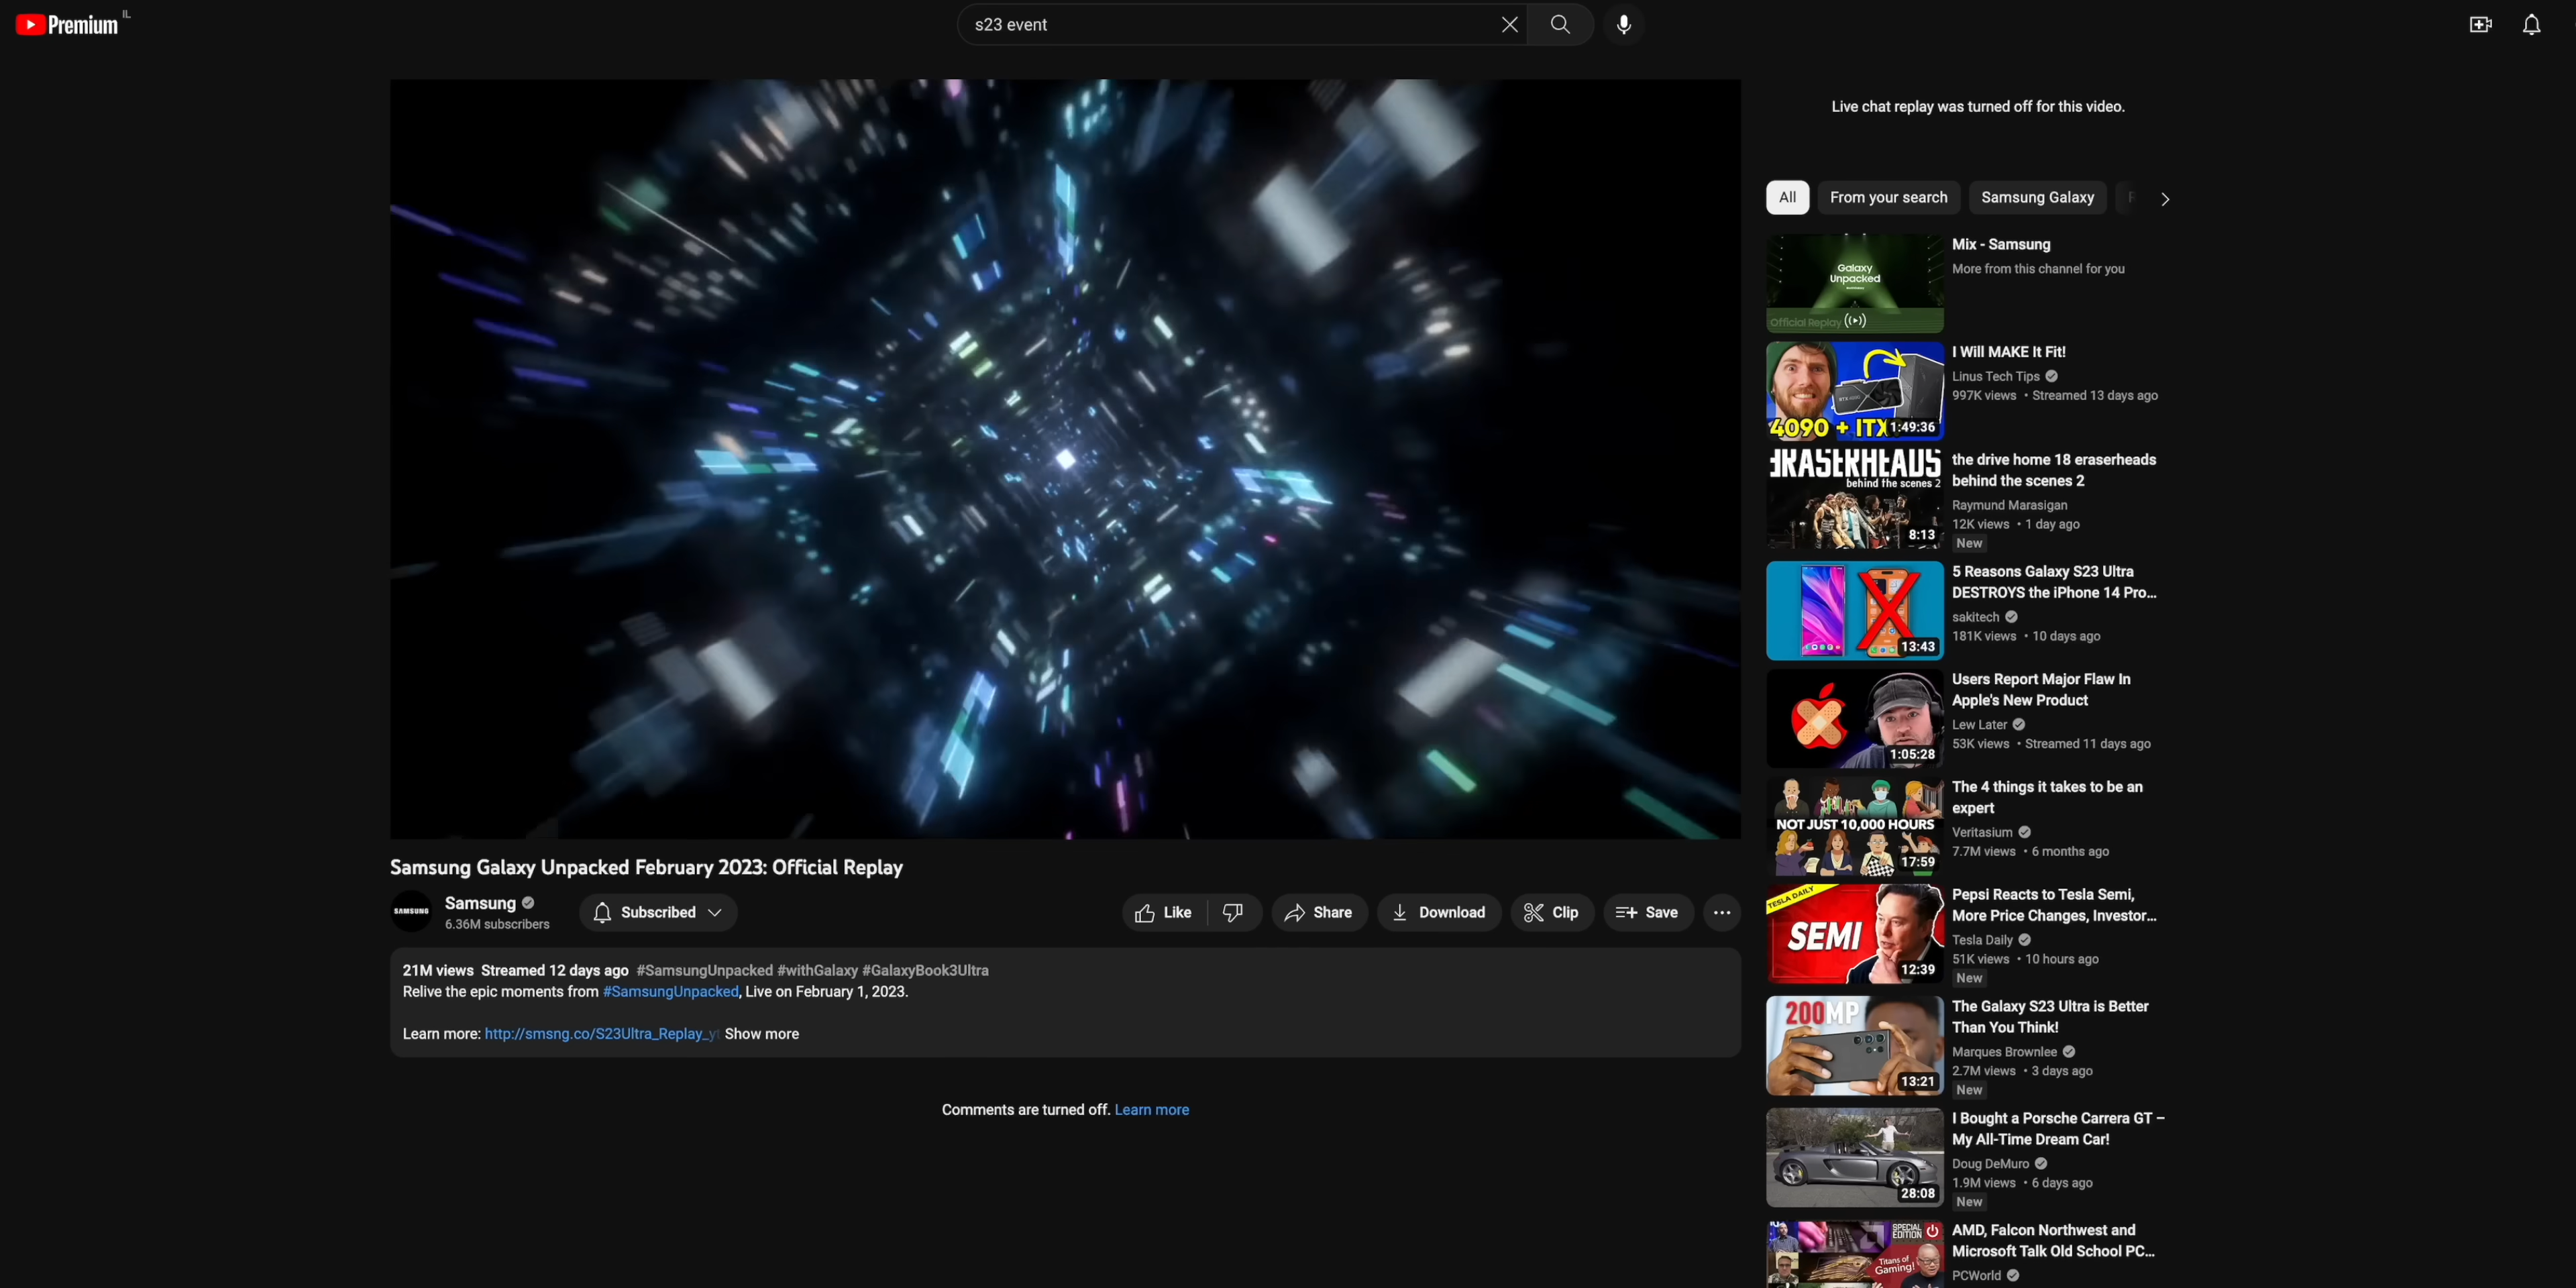 Premium IL
s23 event
Live chat replay was turned off for this video.
All
From your search
Samsung Galaxy
Galaxy
Unpacked
Official Replay
Mix - Samsung
More from this channel for you
4090 + ITX
1:49:36
I Will MAKE It Fit!
Linus Tech Tips
997K views • Streamed 13 days ago
ERASERHEADS
behind the scenes 2
8:13
the drive home 18 eraserheads
behind the scenes 2
Raymund Marasigan
12K views • 1 day ago
New
13:43
5 Reasons Galaxy S23 Ultra
DESTROYS the iPhone 14 Pro...
sakitech
181K views • 10 days ago
1:05:28
Users Report Major Flaw In
Apple's New Product
Lew Later
53K views • Streamed 11 days ago
NOT JUST 10,000 HOURS
17:59
The 4 things it takes to be an
expert
Veritasium
7.7M views • 6 months ago
TESLA DAILY
SEMI
12:39
Pepsi Reacts to Tesla Semi,
More Price Changes, Investor...
Tesla Daily
51K views • 10 hours ago
New
200MP
13:21
The Galaxy S23 Ultra is Better
Than You Think!
Marques Brownlee
2.7M views • 3 days ago
New
28:08
I Bought a Porsche Carrera GT –
My All-Time Dream Car!
Doug DeMuro
1.9M views • 6 days ago
New
SPECIAL
EDITION
Titans of
Gaming!
AMD, Falcon Northwest and
Microsoft Talk Old School PC...
PCWorld
Samsung Galaxy Unpacked February 2023: Official Replay
SAMSUNG
Samsung
6.36M subscribers
Subscribed
Like
Share
Download
Clip
Save
21M views Streamed 12 days ago #SamsungUnpacked #withGalaxy #GalaxyBook3Ultra
Relive the epic moments from #SamsungUnpacked, Live on February 1, 2023.
Learn more: http://smsng.co/S23Ultra_Replay_yt Show more
Comments are turned off. Learn more